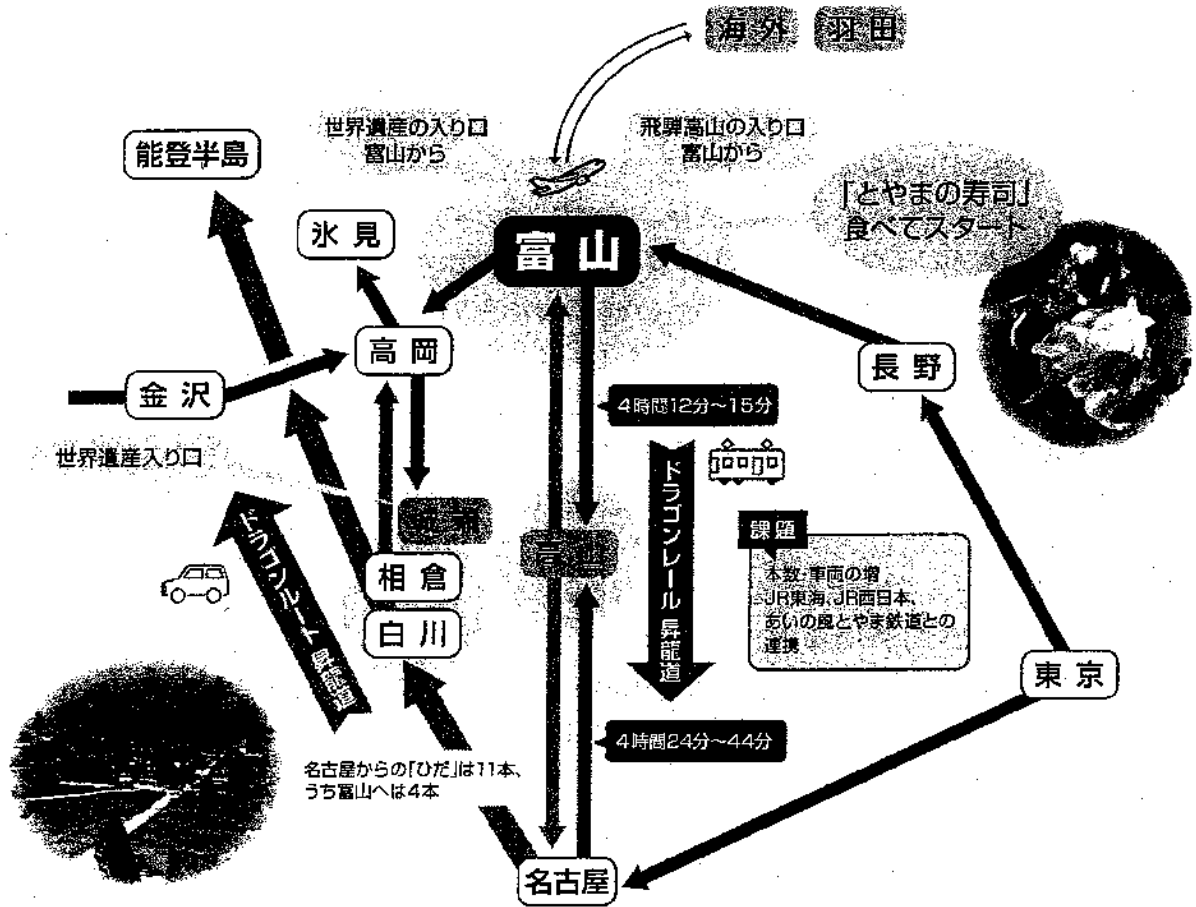 海外 羽田
世界遺産の入り口
富山から
飛騨高山の入り口
富山から
能登半島
「とやまの寿司」
食べてスタート
氷見
富山
高岡
長野
金沢
4時間12分〜15分
世界遺産入り口
ドラゴンレール 昇龍道
ドラゴンルート 昇龍道
高山
課題
本数・車両の増
JR東海、JR西日本、
あいの風とやま鉄道との
連携
相倉
白川
東京
4時間24分〜44分
名古屋からの「ひだ」は11本、
うち富山へは4本
名古屋